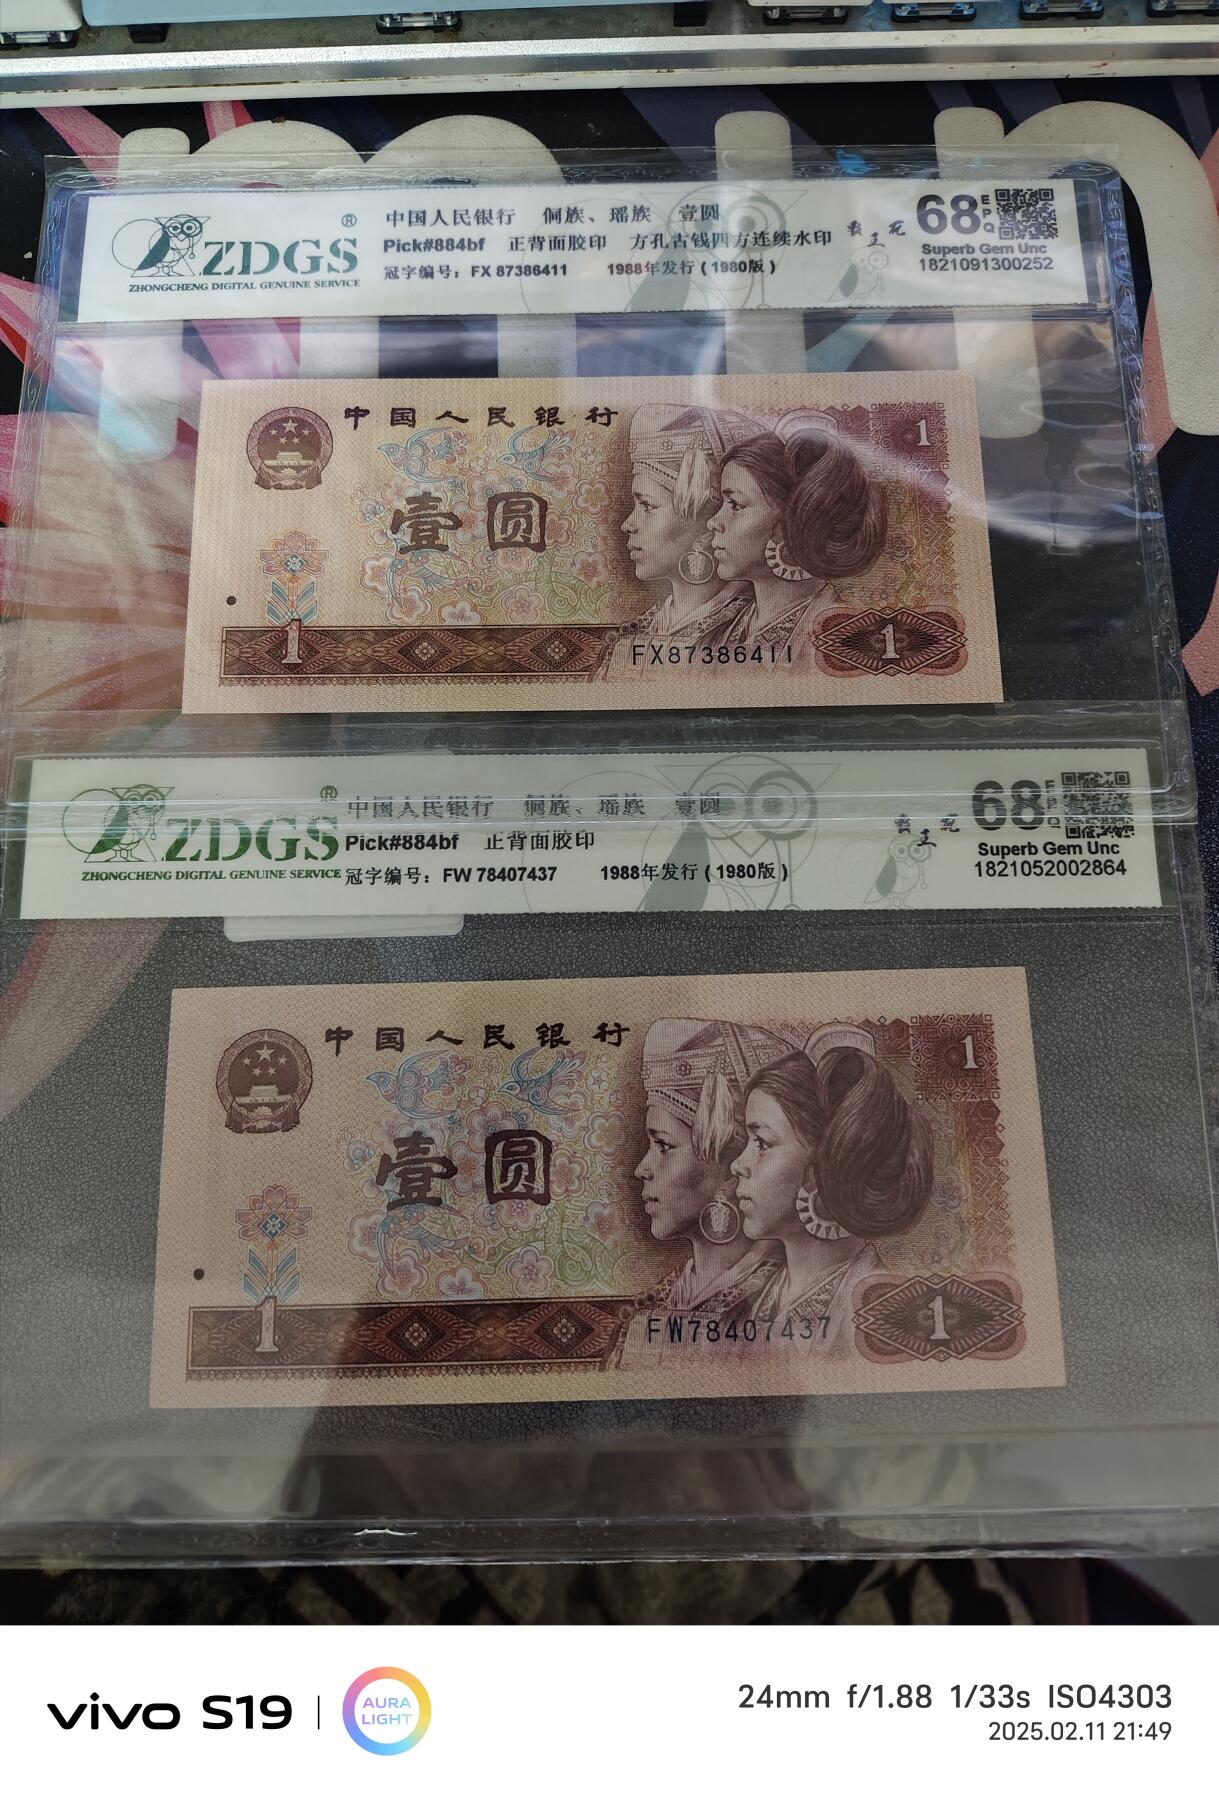 ZDGS ®
ZHONGCHENG DIGITAL GENUINE SERVICE
中国人民银行 侗族、瑶族 壹圆
Pick#884bf 正背面胶印 方孔古钱四方连续水印
冠字编号：FX 87386411 1988年发行（1980版）
68 EPQ
Superb Gem Unc
1821091300252
中国人民银行
1
壹圆
1
FX87386411
1
ZDGS ®
ZHONGCHENG DIGITAL GENUINE SERVICE
中国人民银行 侗族、瑶族 壹圆
Pick#884bf 正背面胶印
冠字编号：FW 78407437 1988年发行（1980版）
68 EPQ
Superb Gem Unc
1821052002864
中国人民银行
1
壹圆
1
FW78407437
1
vivo S19 | AURA LIGHT
24mm f/1.88 1/33s ISO4303
2025.02.11 21:49